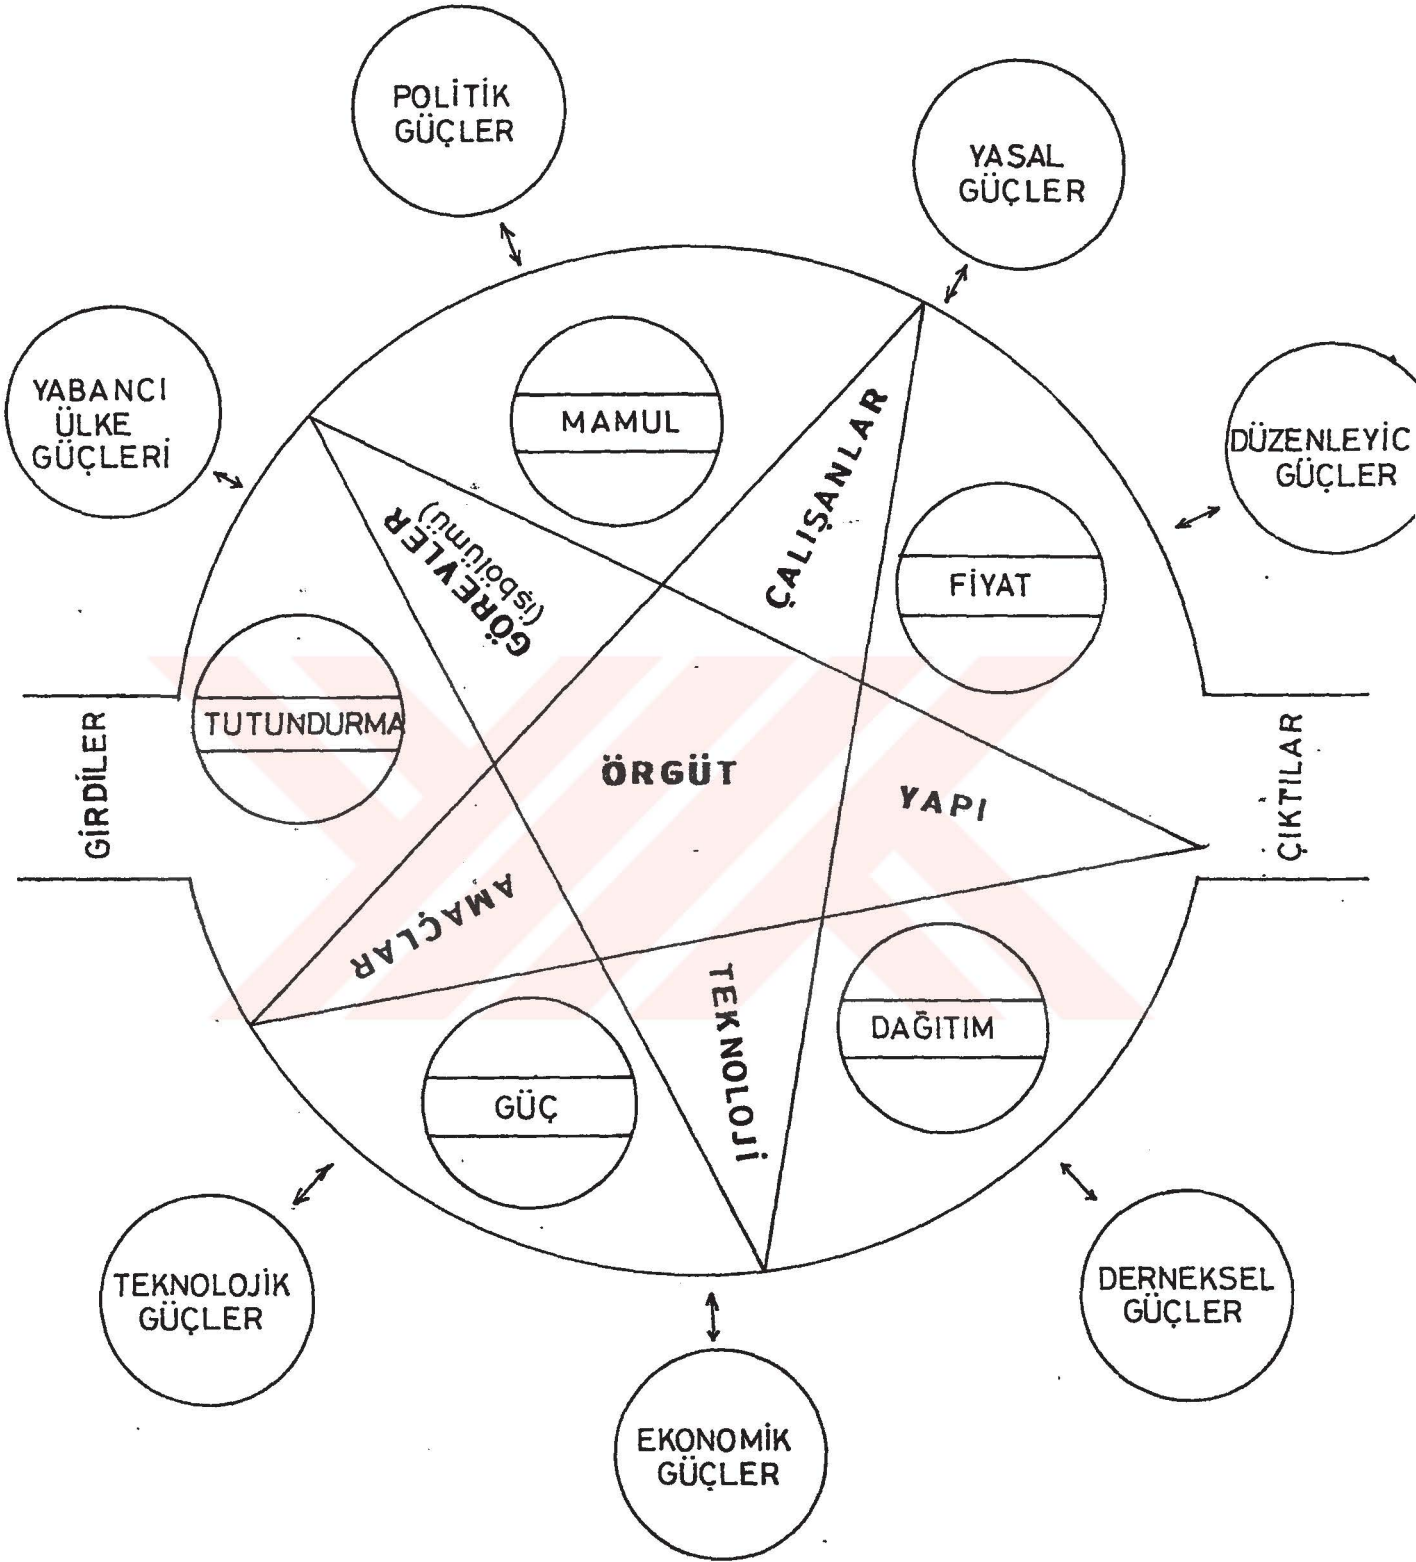 POLİTİK
GÜÇLER
YASAL
GÜÇLER
YABANCI
ÜLKE
GÜÇLERİ
DÜZENLEYİC
GÜÇLER
MAMUL
ÇALIŞANLAR
GÖREVLER
(işbölümü)
FİYAT
TUTUNDURMA
GİRDİLER
ÖRGÜT
YAPI
ÇIKTILAR
AMAÇLAR
TEKNOLOJİ
DAĞITIM
GÜÇ
TEKNOLOJİK
GÜÇLER
DERNEKSEL
GÜÇLER
EKONOMİK
GÜÇLER